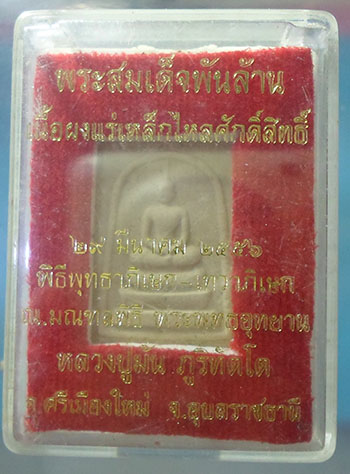 พระสมเด็จพันล้าน
เนื้อผงแร่เหล็กไหลศักดิ์สิทธิ์
๒๙ มีนาคม ๒๕๕๖
พิธีพุทธาภิเษก-เทวาภิเษก
ณ.มณฑลพิธี พระพุทธอุทยาน
หลวงปู่มั่น ภูริทัตโต
อ.ศรีเมืองใหม่ จ.อุบลราชธานี